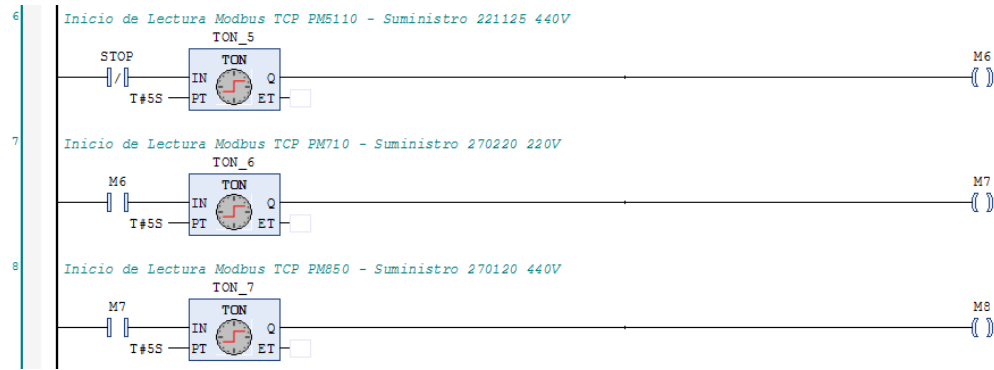 6 Inicio de Lectura Modbus TCP PM5110 - Suministro 221125 440V
TON_5
STOP TON M6
IN Q
T#5S PT ET
7 Inicio de Lectura Modbus TCP PM710 - Suministro 270220 220V
TON_6
M6 TON M7
IN Q
T#5S PT ET
8 Inicio de Lectura Modbus TCP PM850 - Suministro 270120 440V
TON_7
M7 TON M8
IN Q
T#5S PT ET